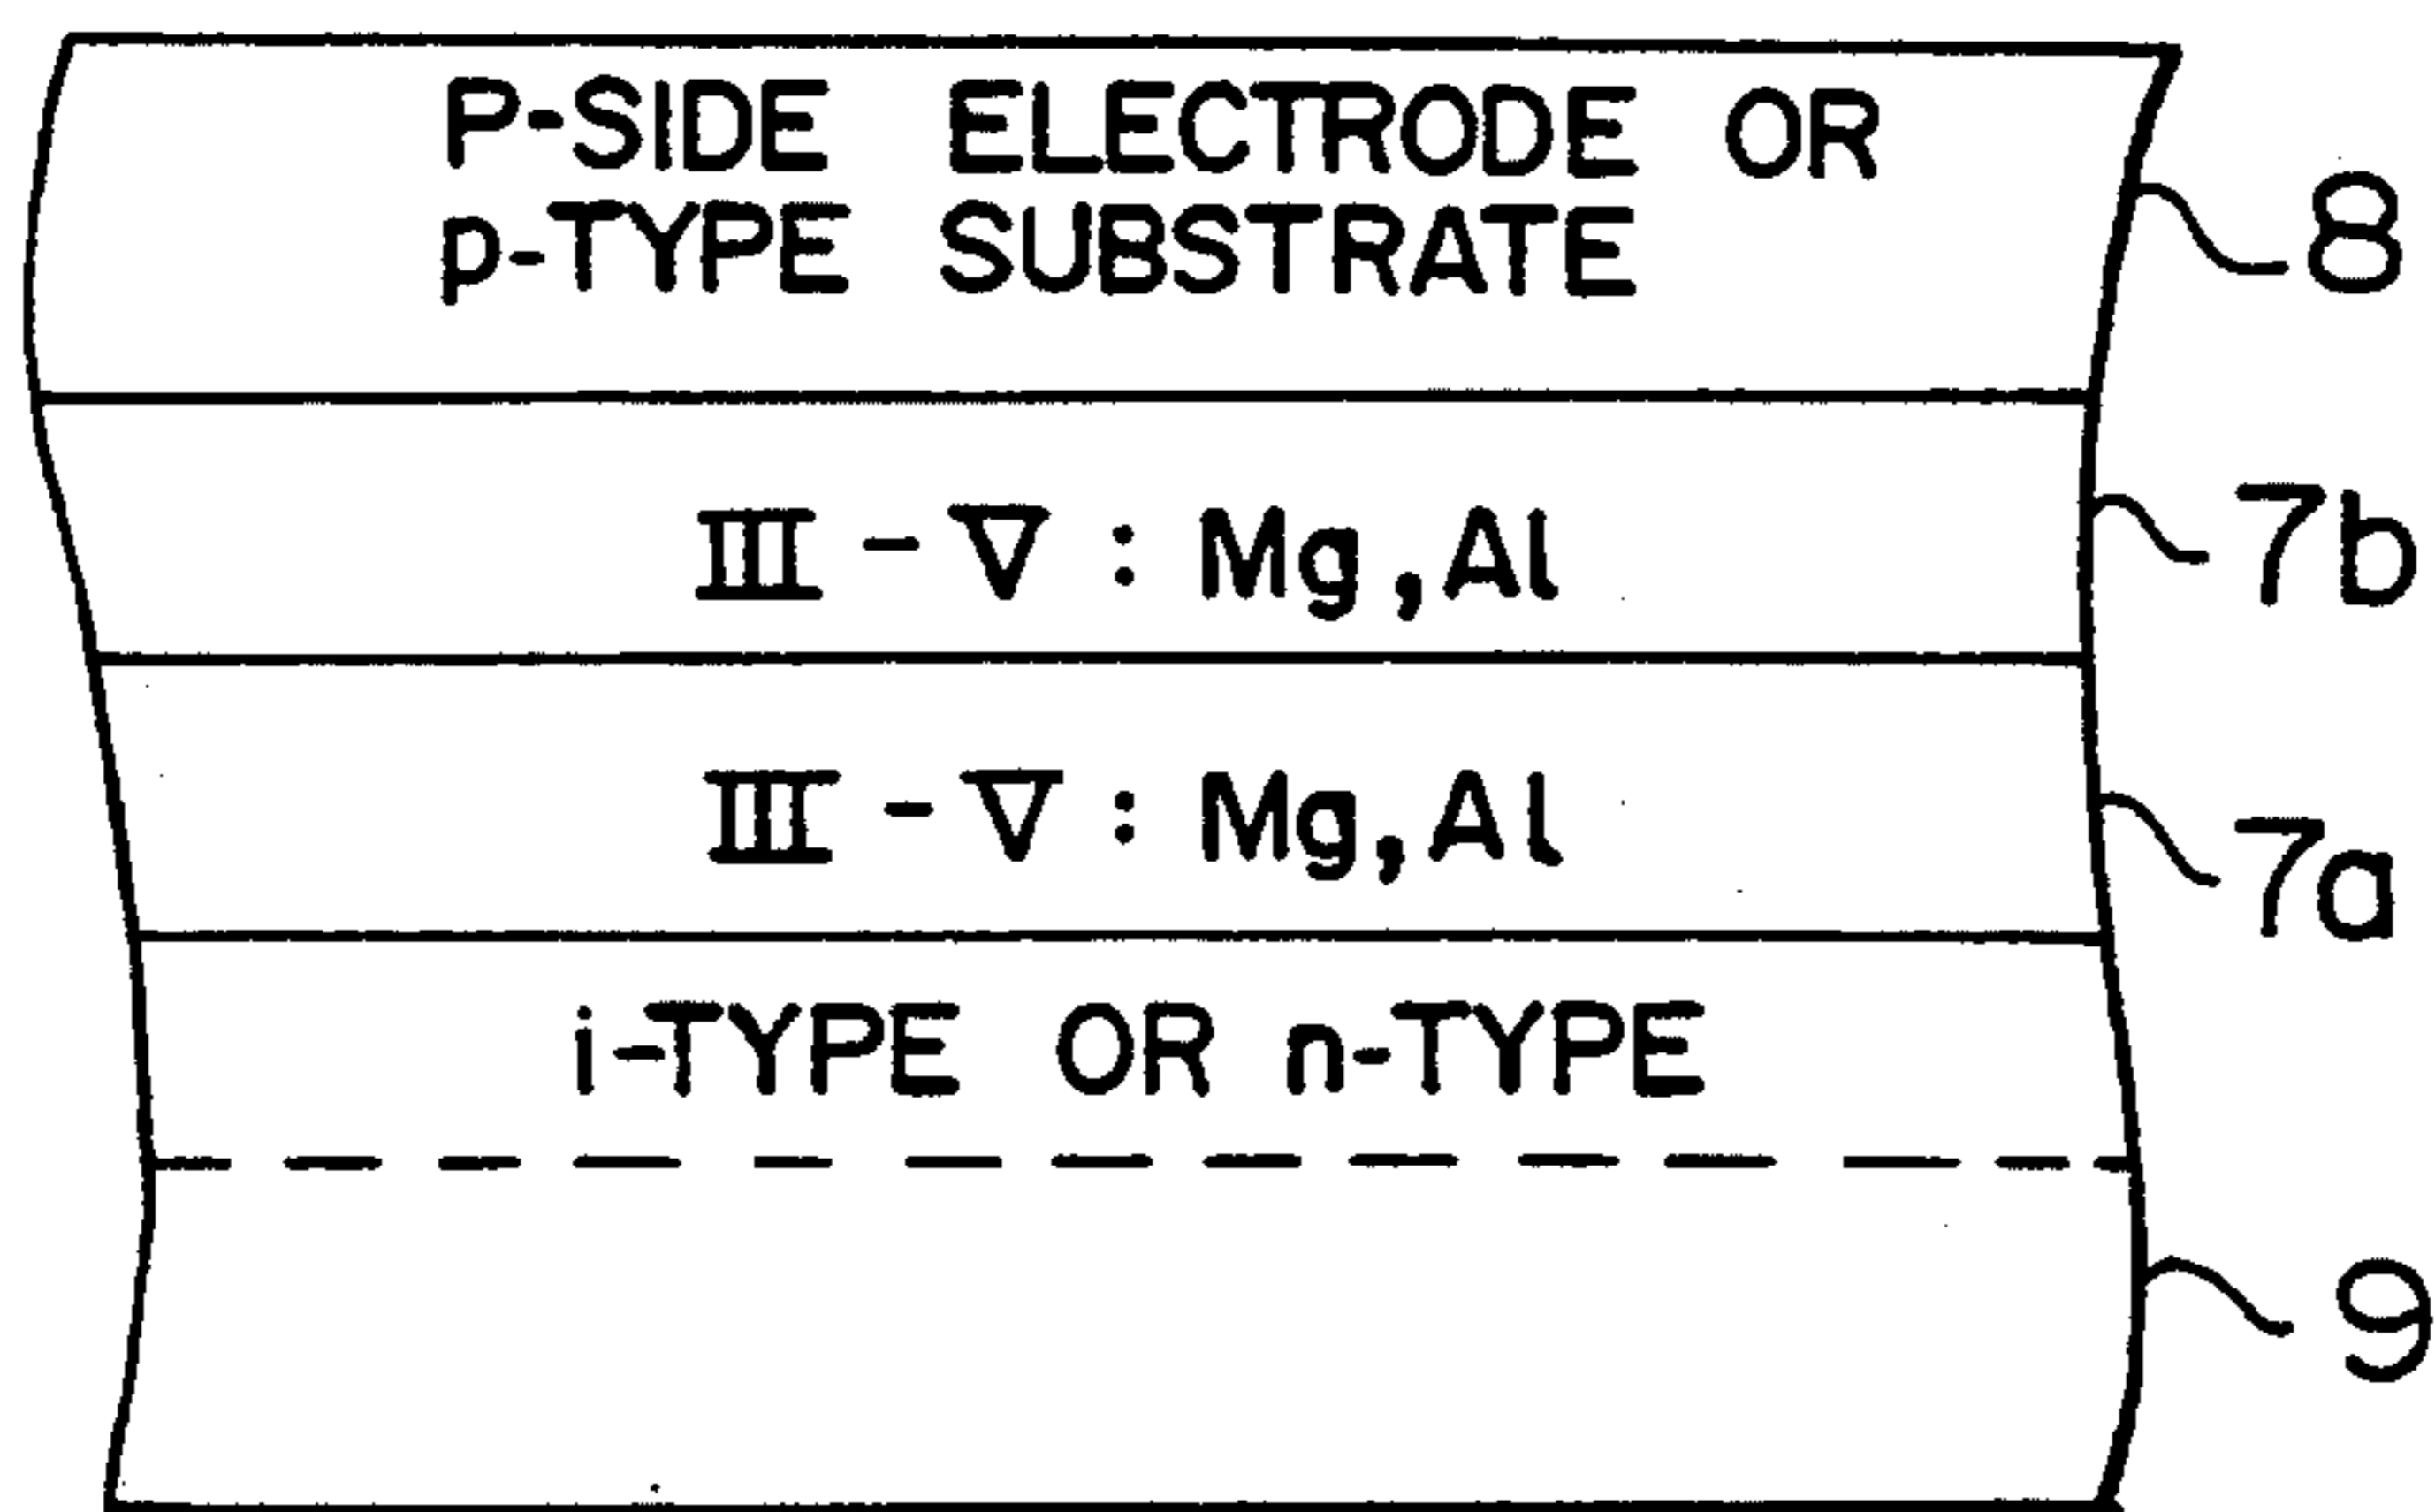 P-SIDE ELECTRODE OR
p-TYPE SUBSTRATE
8
III-V: Mg,Al
7b
III-V: Mg,Al
7a
i-TYPE OR n-TYPE
9